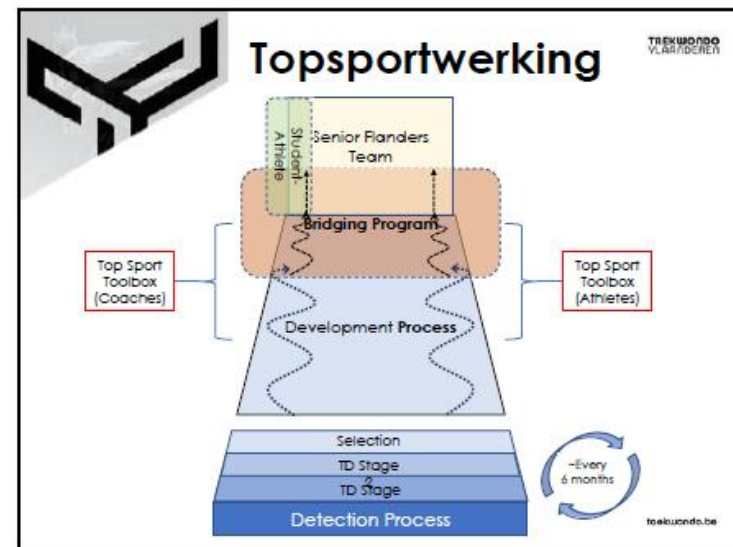 Topsportwerking
TAEKWONDO
VLAANDEREN
Student-
Athlete
Senior Flanders
Team
Bridging Program
Top Sport
Toolbox
(Coaches)
Top Sport
Toolbox
(Athletes)
Development Process
Selection
TD Stage
2
TD Stage
Detection Process
~Every
6 months
taekwondo.be